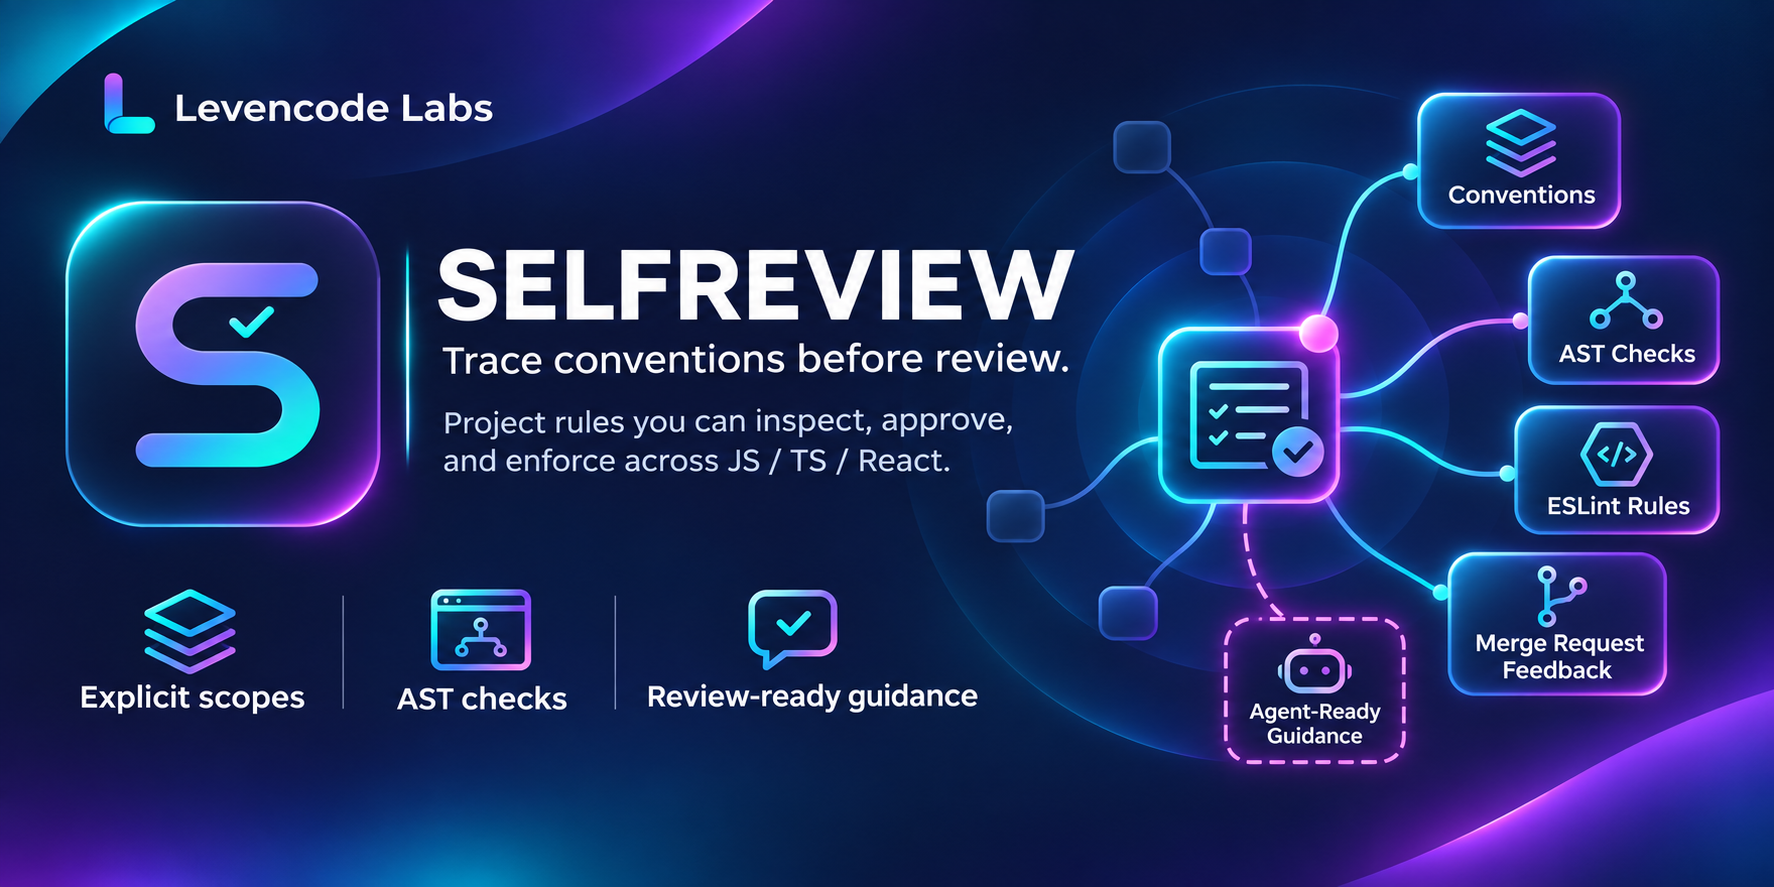 Levencode Labs
SELFREVIEW
Trace conventions before review.
Project rules you can inspect, approve,
and enforce across JS / TS / React.
Explicit scopes
AST checks
Review-ready guidance
Conventions
AST Checks
</>
ESLint Rules
Merge Request
Feedback
Agent-Ready
Guidance